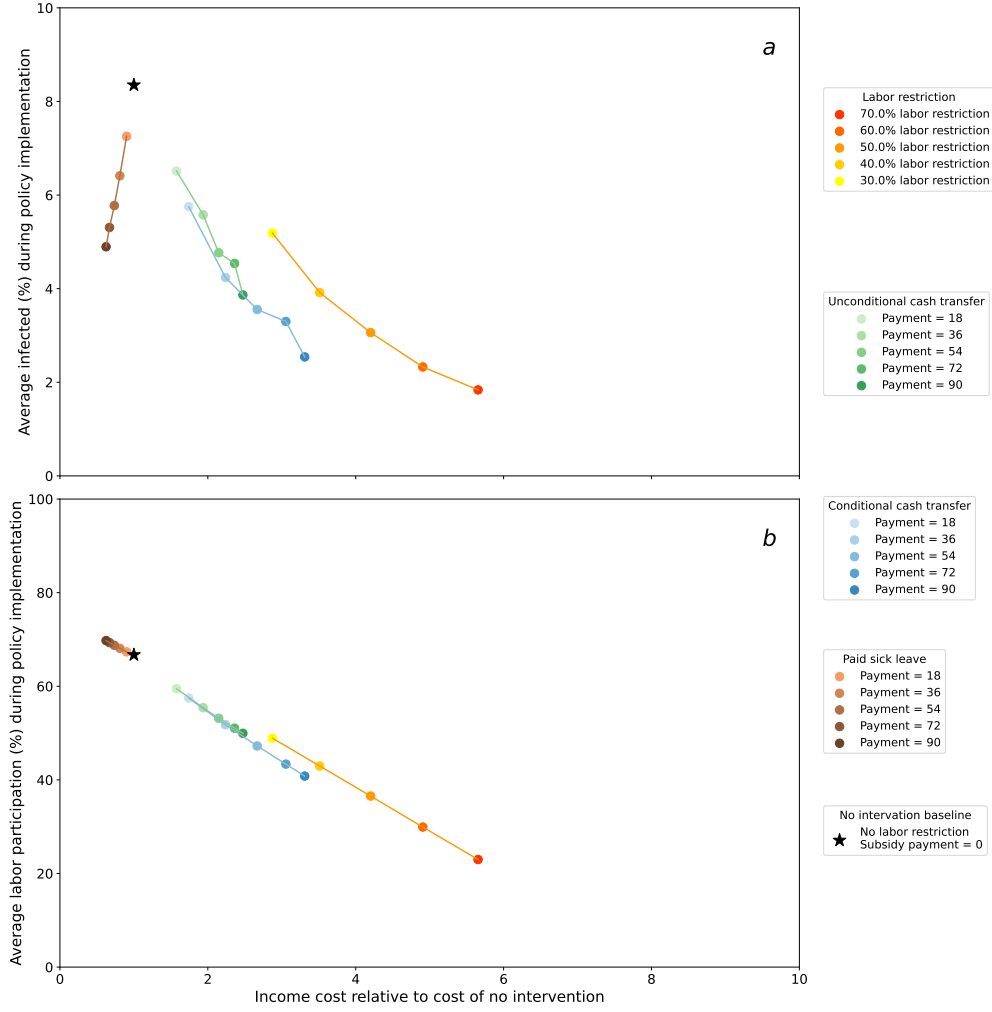 10
8
6
4
2
0
Average infected (%) during policy implementation
a
Labor restriction
70.0% labor restriction
60.0% labor restriction
50.0% labor restriction
40.0% labor restriction
30.0% labor restriction
Unconditional cash transfer
Payment = 18
Payment = 36
Payment = 54
Payment = 72
Payment = 90
100
80
60
40
20
0
Average labor participation (%) during policy implementation
b
0 2 4 6 8 10
Income cost relative to cost of no intervention
Conditional cash transfer
Payment = 18
Payment = 36
Payment = 54
Payment = 72
Payment = 90
Paid sick leave
Payment = 18
Payment = 36
Payment = 54
Payment = 72
Payment = 90
No intervation baseline
No labor restriction
Subsidy payment = 0